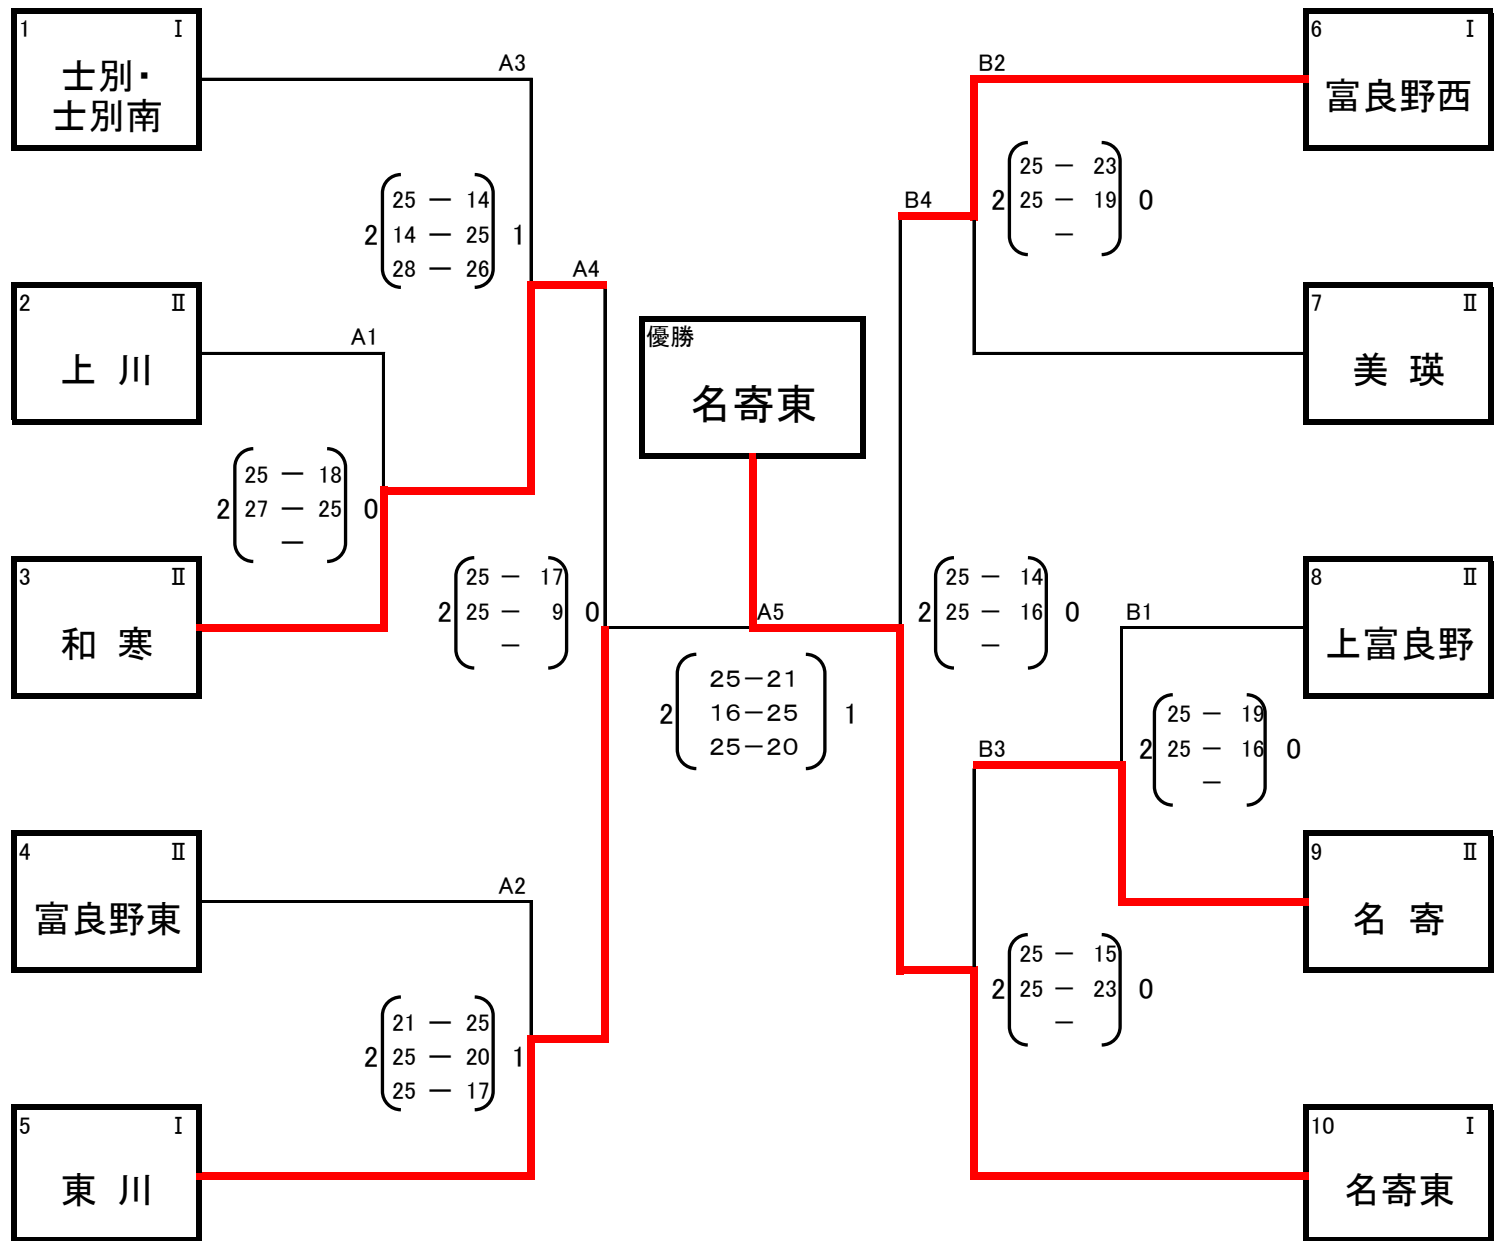 1 Ⅰ
士別・
士別南
A3
2
25 － 14
14 － 25
28 － 26
1
A4
2 Ⅱ
上 川
A1
2
25 － 18
27 － 25
－
0
3 Ⅱ
和 寒
2
25 － 17
25 － 9
－
0
4 Ⅱ
富良野東
A2
2
21 － 25
25 － 20
25 － 17
1
5 Ⅰ
東 川
優勝
名寄東
A5
2
25－21
16－25
25－20
1
6 Ⅰ
富良野西
B2
2
25 － 23
25 － 19
－
0
B4
7 Ⅱ
美 瑛
2
25 － 14
25 － 16
－
0
8 Ⅱ
上富良野
B1
2
25 － 19
25 － 16
－
0
B3
9 Ⅱ
名 寄
2
25 － 15
25 － 23
－
0
10 Ⅰ
名寄東